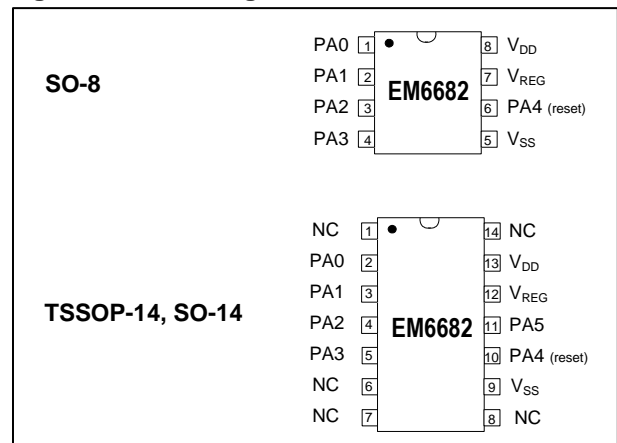 SO-8
PA0 1 8 VDD
PA1 2 7 VREG
EM6682
PA2 3 6 PA4 (reset)
PA3 4 5 VSS
TSSOP-14, SO-14
NC 1 14 NC
PA0 2 13 VDD
PA1 3 12 VREG
PA2 4 EM6682 11 PA5
PA3 5 10 PA4 (reset)
NC 6 9 VSS
NC 7 8 NC